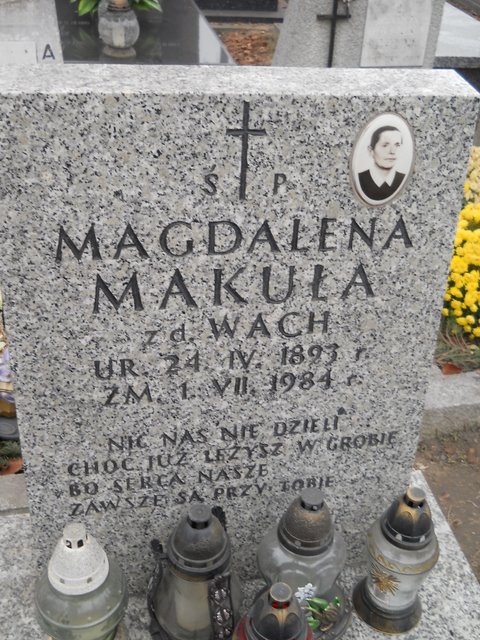 A
Ś P
MAGDALENA
MAKUŁA
z d. WACH
UR. 24 IV. 1893 r.
ZM. 1. VII. 1984 r.
NIC NAS NIE DZIELI
CHOĆ JUŻ LEŻYSZ W GROBIE
BO SERCA NASZE
ZAWSZE SĄ PRZY TOBIE